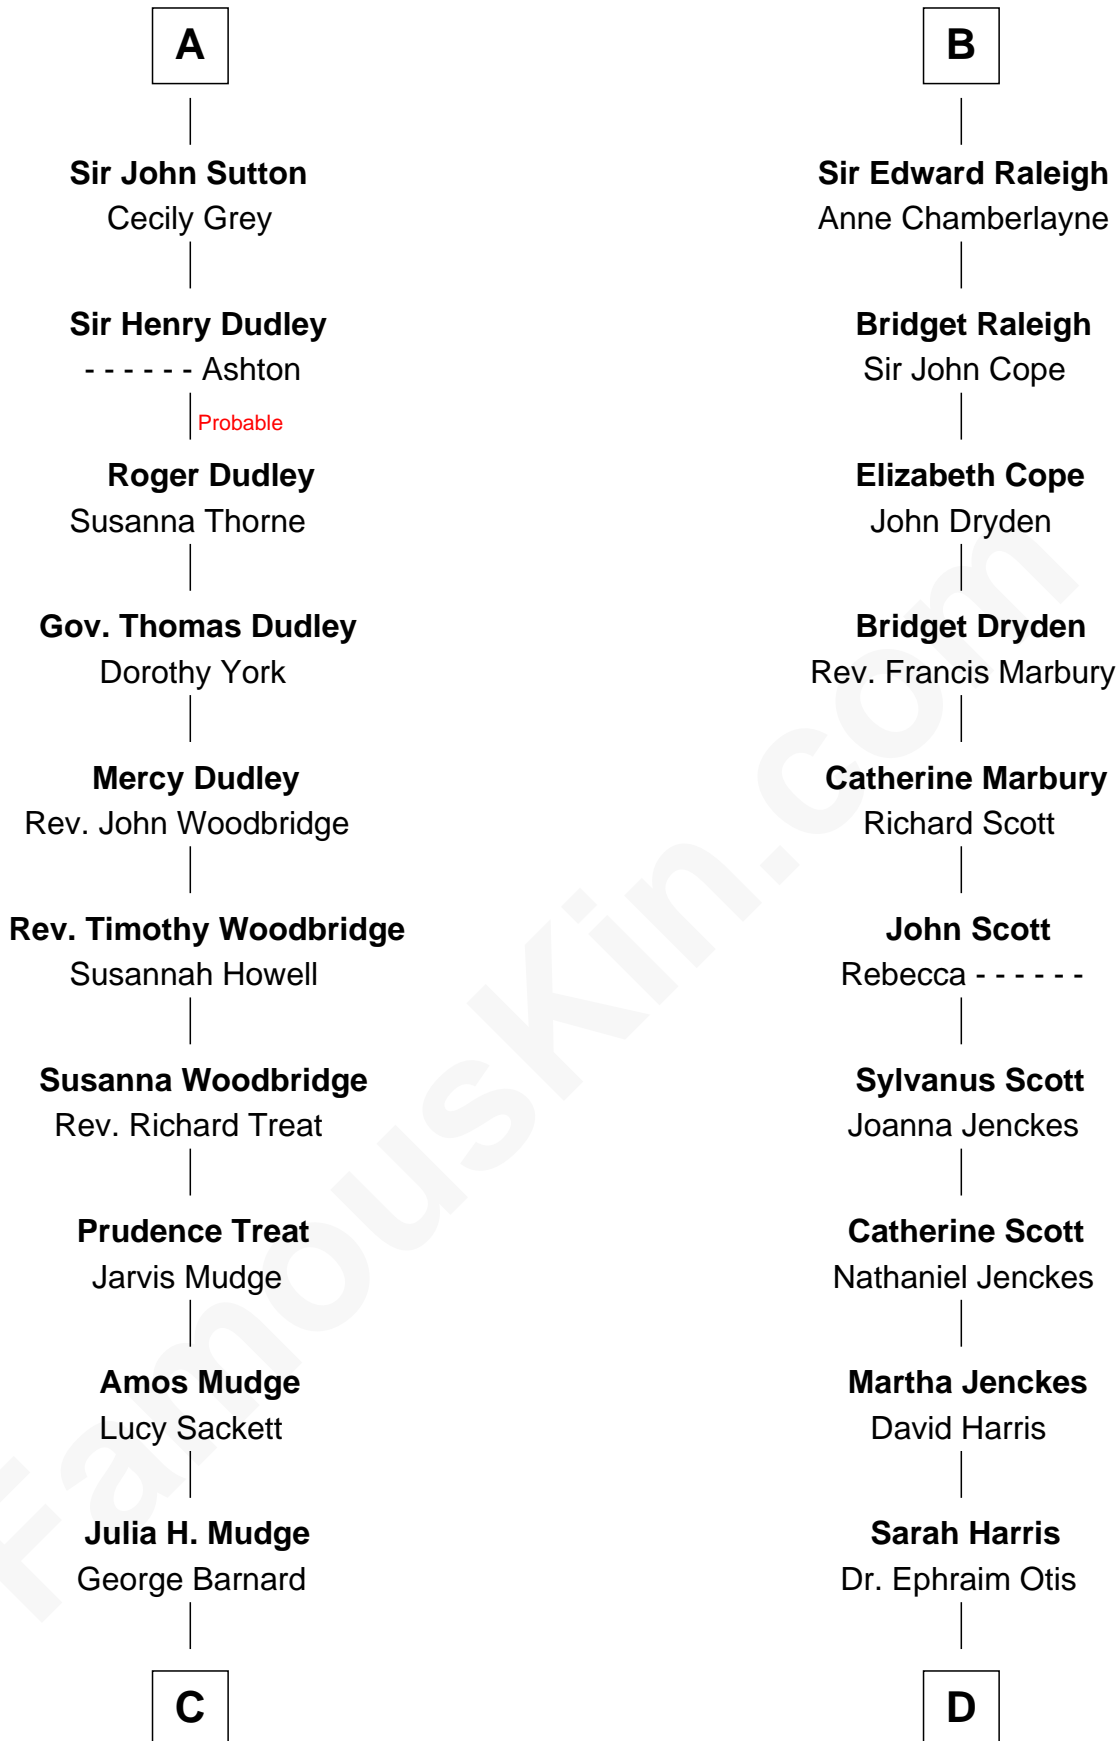 A
Sir John Sutton
Cecily Grey
Sir Henry Dudley
- - - - - - Ashton
Probable
Roger Dudley
Susanna Thorne
Gov. Thomas Dudley
Dorothy York
Mercy Dudley
Rev. John Woodbridge
Rev. Timothy Woodbridge
Susannah Howell
Susanna Woodbridge
Rev. Richard Treat
Prudence Treat
Jarvis Mudge
Amos Mudge
Lucy Sackett
Julia H. Mudge
George Barnard
C
B
Sir Edward Raleigh
Anne Chamberlayne
Bridget Raleigh
Sir John Cope
Elizabeth Cope
John Dryden
Bridget Dryden
Rev. Francis Marbury
Catherine Marbury
Richard Scott
John Scott
Rebecca - - - - - -
Sylvanus Scott
Joanna Jenckes
Catherine Scott
Nathaniel Jenckes
Martha Jenckes
David Harris
Sarah Harris
Dr. Ephraim Otis
D
FamousKin.com